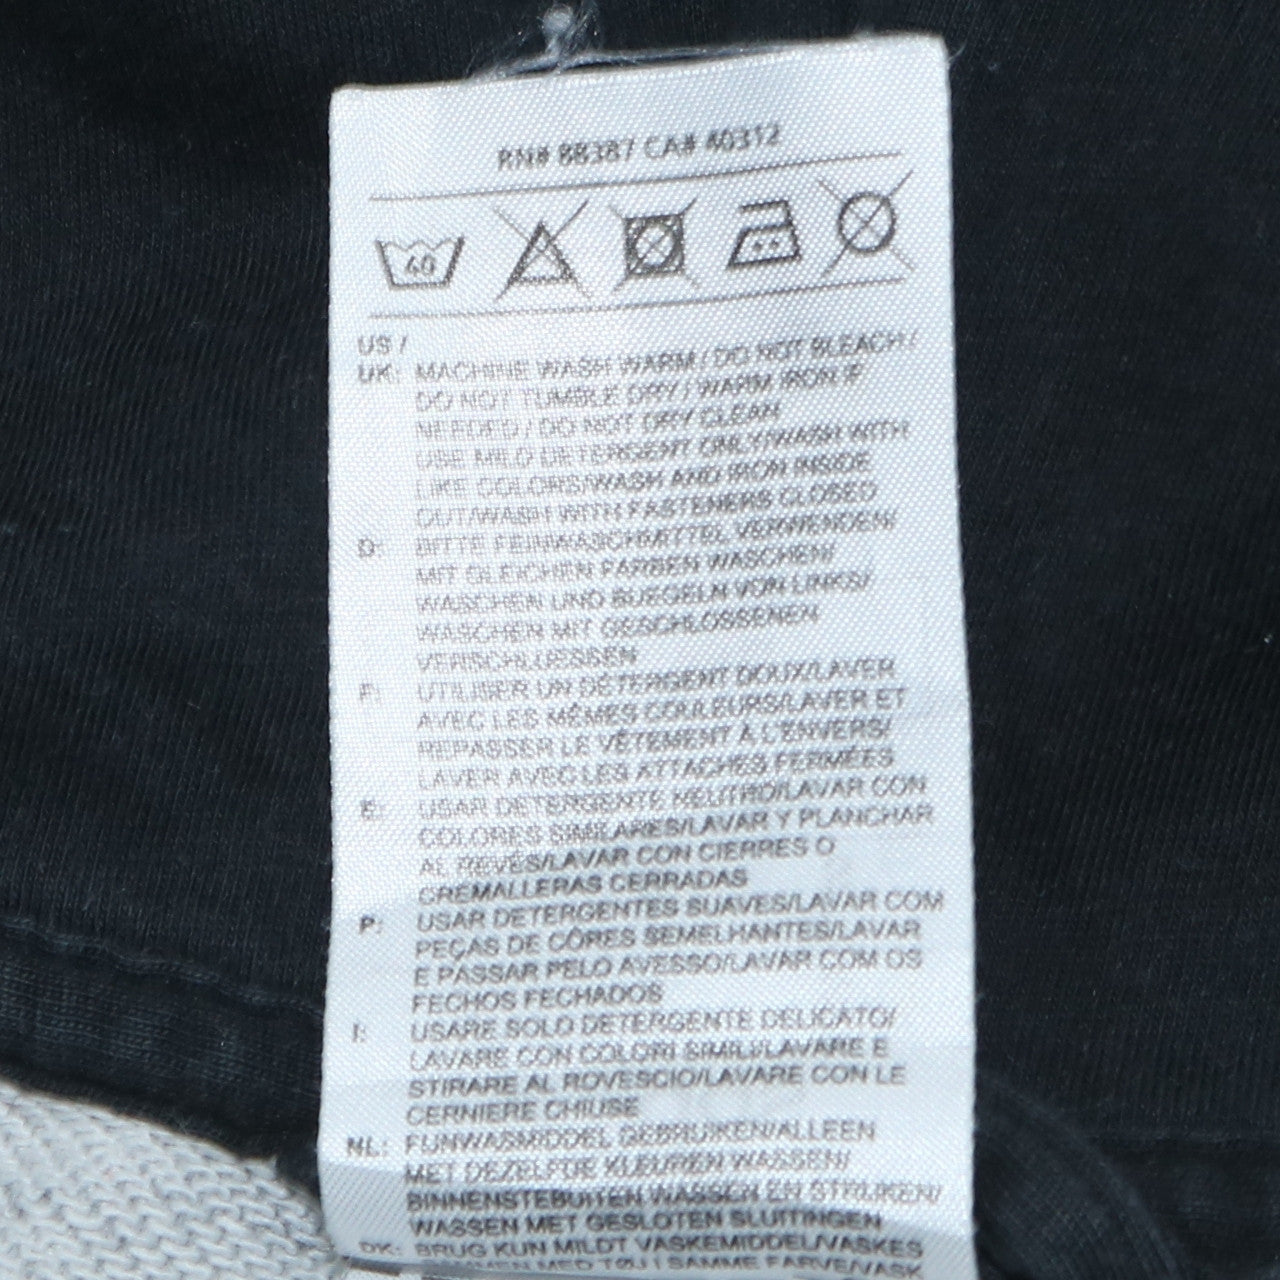 RN# 88387 CA# 40312
40
US /
UK: MACHINE WASH WARM / DO NOT BLEACH /
DO NOT TUMBLE DRY / WARM IRON IF
NEEDED / DO NOT DRY CLEAN
USE MILD DETERGENT ONLY/WASH WITH
LIKE COLORS/WASH AND IRON INSIDE
OUT/WASH WITH FASTENERS CLOSED
D: BITTE FEINWASCHMITTEL VERWENDEN/
MIT GLEICHEN FARBEN WASCHEN/
WASCHEN UND BUEGELN VON LINKS/
WASCHEN MIT GESCHLOSSENEN
VERSCHLUESSEN
F: UTILISER UN DÉTERGENT DOUX/LAVER
AVEC LES MÊMES COULEURS/LAVER ET
REPASSER LE VÊTEMENT À L'ENVERS/
LAVER AVEC LES ATTACHES FERMÉES
E: USAR DETERGENTE NEUTRO/LAVAR CON
COLORES SIMILARES/LAVAR Y PLANCHAR
AL REVÉS/LAVAR CON CIERRES O
CREMALLERAS CERRADAS
P: USAR DETERGENTES SUAVES/LAVAR COM
PEÇAS DE CÔRES SEMELHANTES/LAVAR
E PASSAR PELO AVESSO/LAVAR COM OS
FECHOS FECHADOS
I: USARE SOLO DETERGENTE DELICATO/
LAVARE CON COLORI SIMILI/LAVARE E
STIRARE AL ROVESCIO/LAVARE CON LE
CERNIERE CHIUSE
NL: FIJNWASMIDDEL GEBRUIKEN/ALLEEN
MET DEZELFDE KLEUREN WASSEN/
BINNENSTEBUITEN WASSEN EN STRIJKEN/
WASSEN MET GESLOTEN SLUITINGEN
DK: BRUG KUN MILDT VASKEMIDDEL/VASKES
SAMMEN MED TØJ I SAMME FARVE/VASK